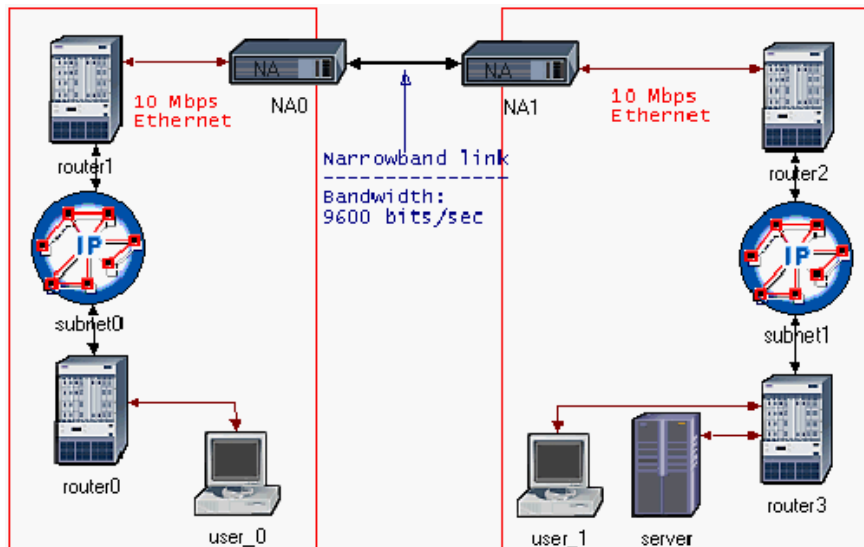 NA
NA
NA0
NA1
10 Mbps
Ethernet
10 Mbps
Ethernet
router1
router2
Narrowband link
---------------
Bandwidth:
9600 bits/sec
IP
IP
subnet0
subnet1
router0
router3
user_0
user_1
server